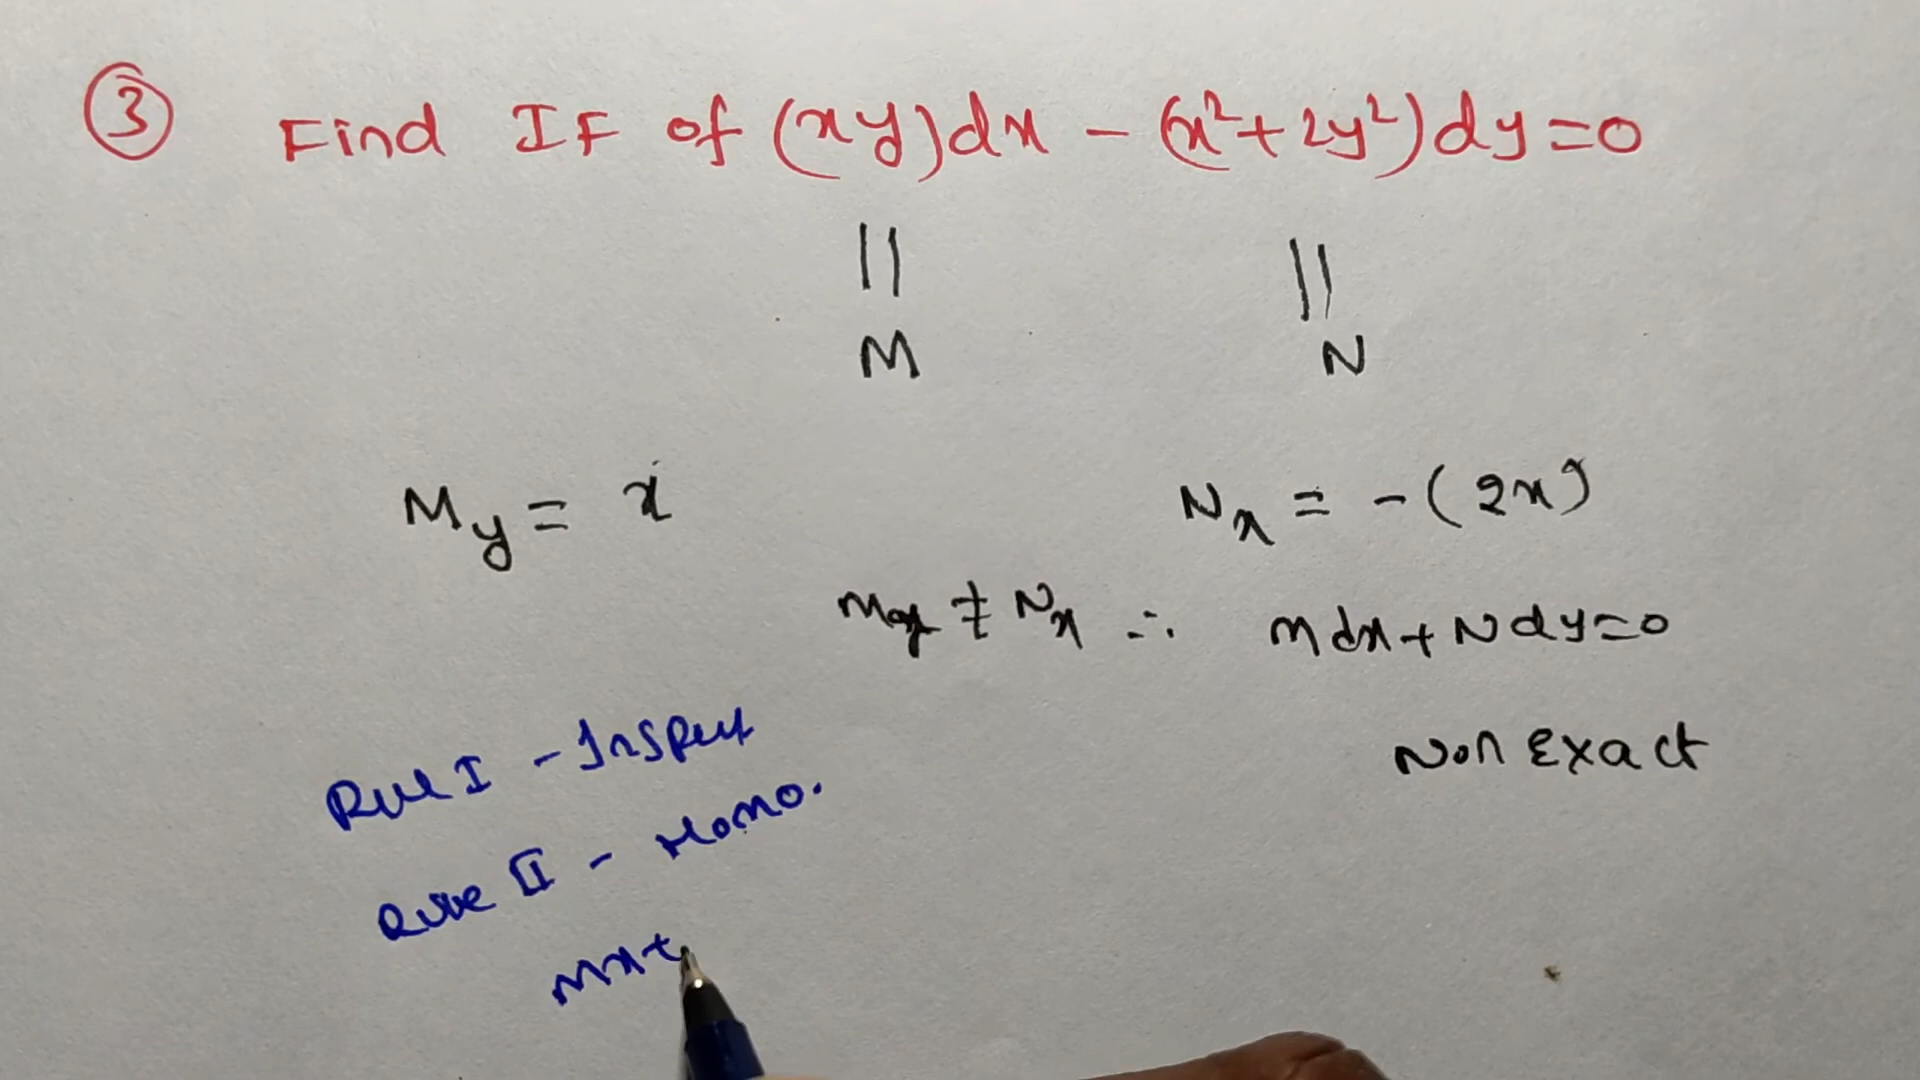 ③ Find IF of (xy)dx - (x²+2y²)dy=0
|| ||
M N
My = x Nx = -(2x)
My ≠ Nx ∴ Mdx+Ndy=0
Non Exact
Rule I - Inspect
Rule II - Homo.
Mx+